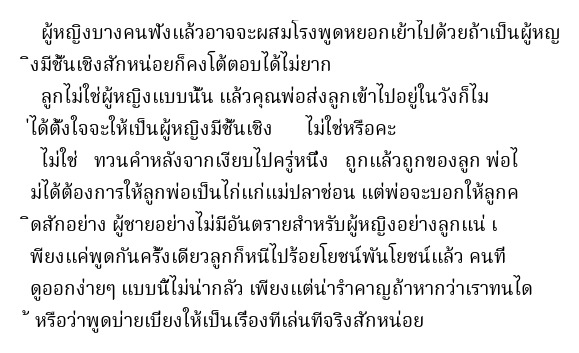 ผู้หญิงบางคนฟังแล้วอาจจะผสมโรงพูดหยอกเย้าไปด้วยถ้าเป็นผู้หญ
ิงมีชั้นเชิงสักหน่อยก็คงโต้ตอบได้ไม่ยาก
ลูกไม่ใช่ผู้หญิงแบบนั้น แล้วคุณพ่อส่งลูกเข้าไปอยู่ในวังก็ไม
่ได้ตั้งใจจะให้เป็นผู้หญิงมีชั้นเชิง ไม่ใช่หรือคะ
ไม่ใช่ ทวนคำหลังจากเงียบไปครู่หนึ่ง ถูกแล้วถูกของลูก พ่อไ
ม่ได้ต้องการให้ลูกพ่อเป็นไก่แก่แม่ปลาช่อน แต่พ่อจะบอกให้ลูกค
ิดสักอย่าง ผู้ชายอย่างไม่มีอันตรายสำหรับผู้หญิงอย่างลูกแน่ เ
พียงแค่พูดกันครั้งเดียวลูกก็หนีไปร้อยโยชน์พันโยชน์แล้ว คนที่
ดูออกง่ายๆ แบบนี้ไม่น่ากลัว เพียงแต่น่ารำคาญถ้าหากว่าเราทนได
้ หรือว่าพูดบ่ายเบี่ยงให้เป็นเรื่องทีเล่นทีจริงสักหน่อย